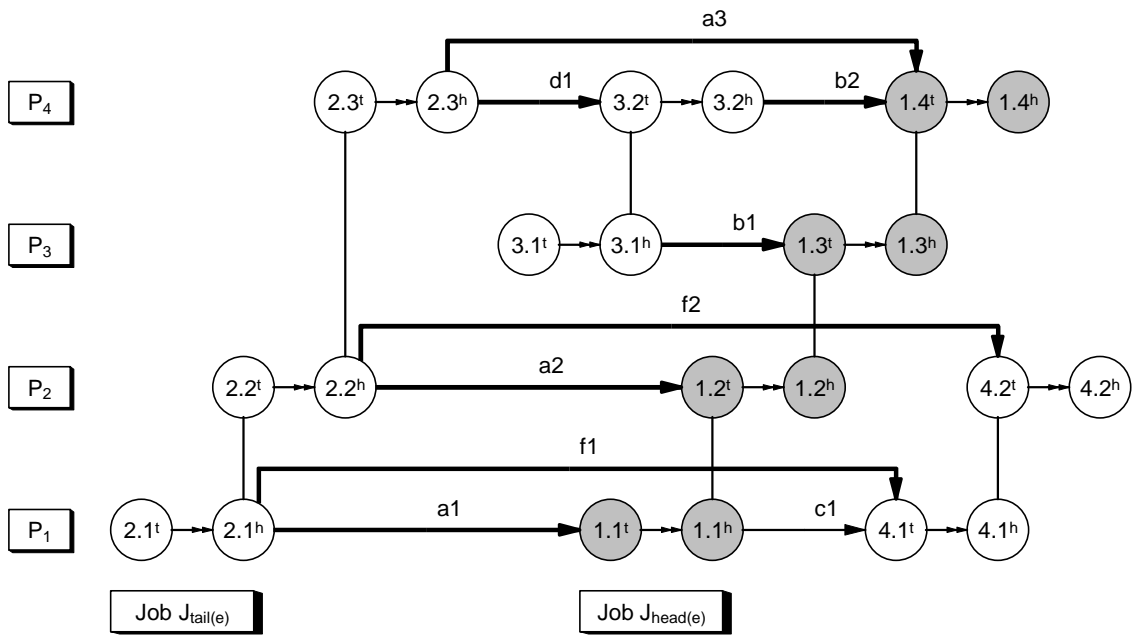 a3
P4 2.3t 2.3h d1 3.2t 3.2h b2 1.4t 1.4h
P3 3.1t 3.1h b1 1.3t 1.3h
f2
P2 2.2t 2.2h a2 1.2t 1.2h 4.2t 4.2h
f1
P1 2.1t 2.1h a1 1.1t 1.1h c1 4.1t 4.1h
Job Jtail(e) Job Jhead(e)